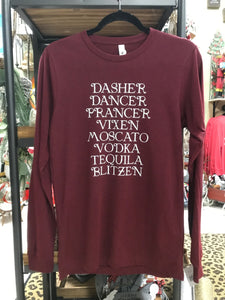 DASHER
DANCER
PRANCER
VIXEN
MOSCATO
VODKA
TEQUILA
BLITZEN